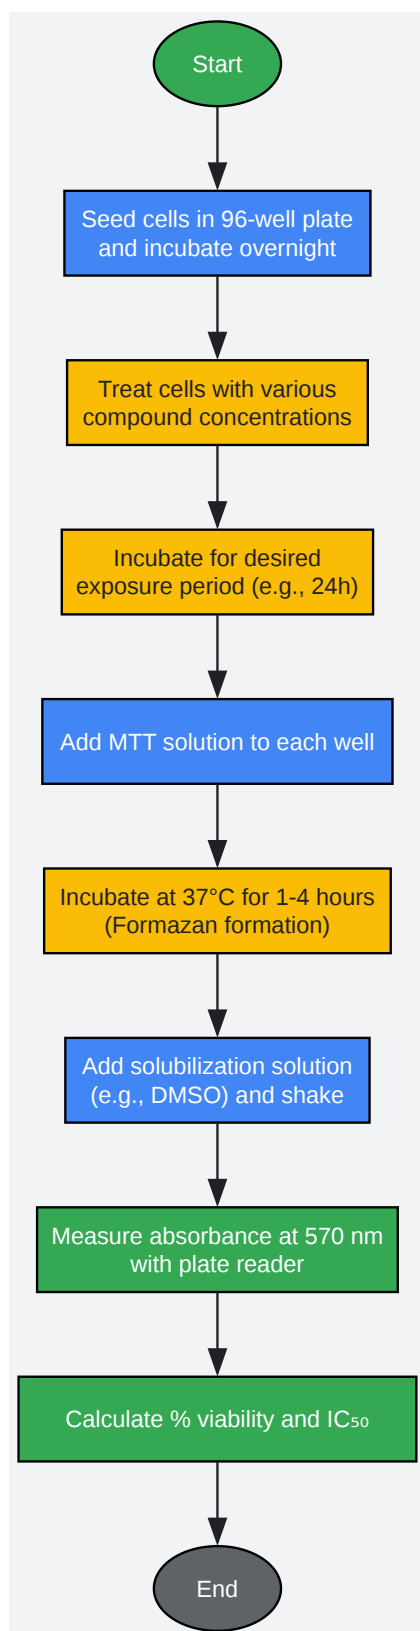 Start
Seed cells in 96-well plate
and incubate overnight
Treat cells with various
compound concentrations
Incubate for desired
exposure period (e.g., 24h)
Add MTT solution to each well
Incubate at 37°C for 1-4 hours
(Formazan formation)
Add solubilization solution
(e.g., DMSO) and shake
Measure absorbance at 570 nm
with plate reader
Calculate % viability and IC₅₀
End